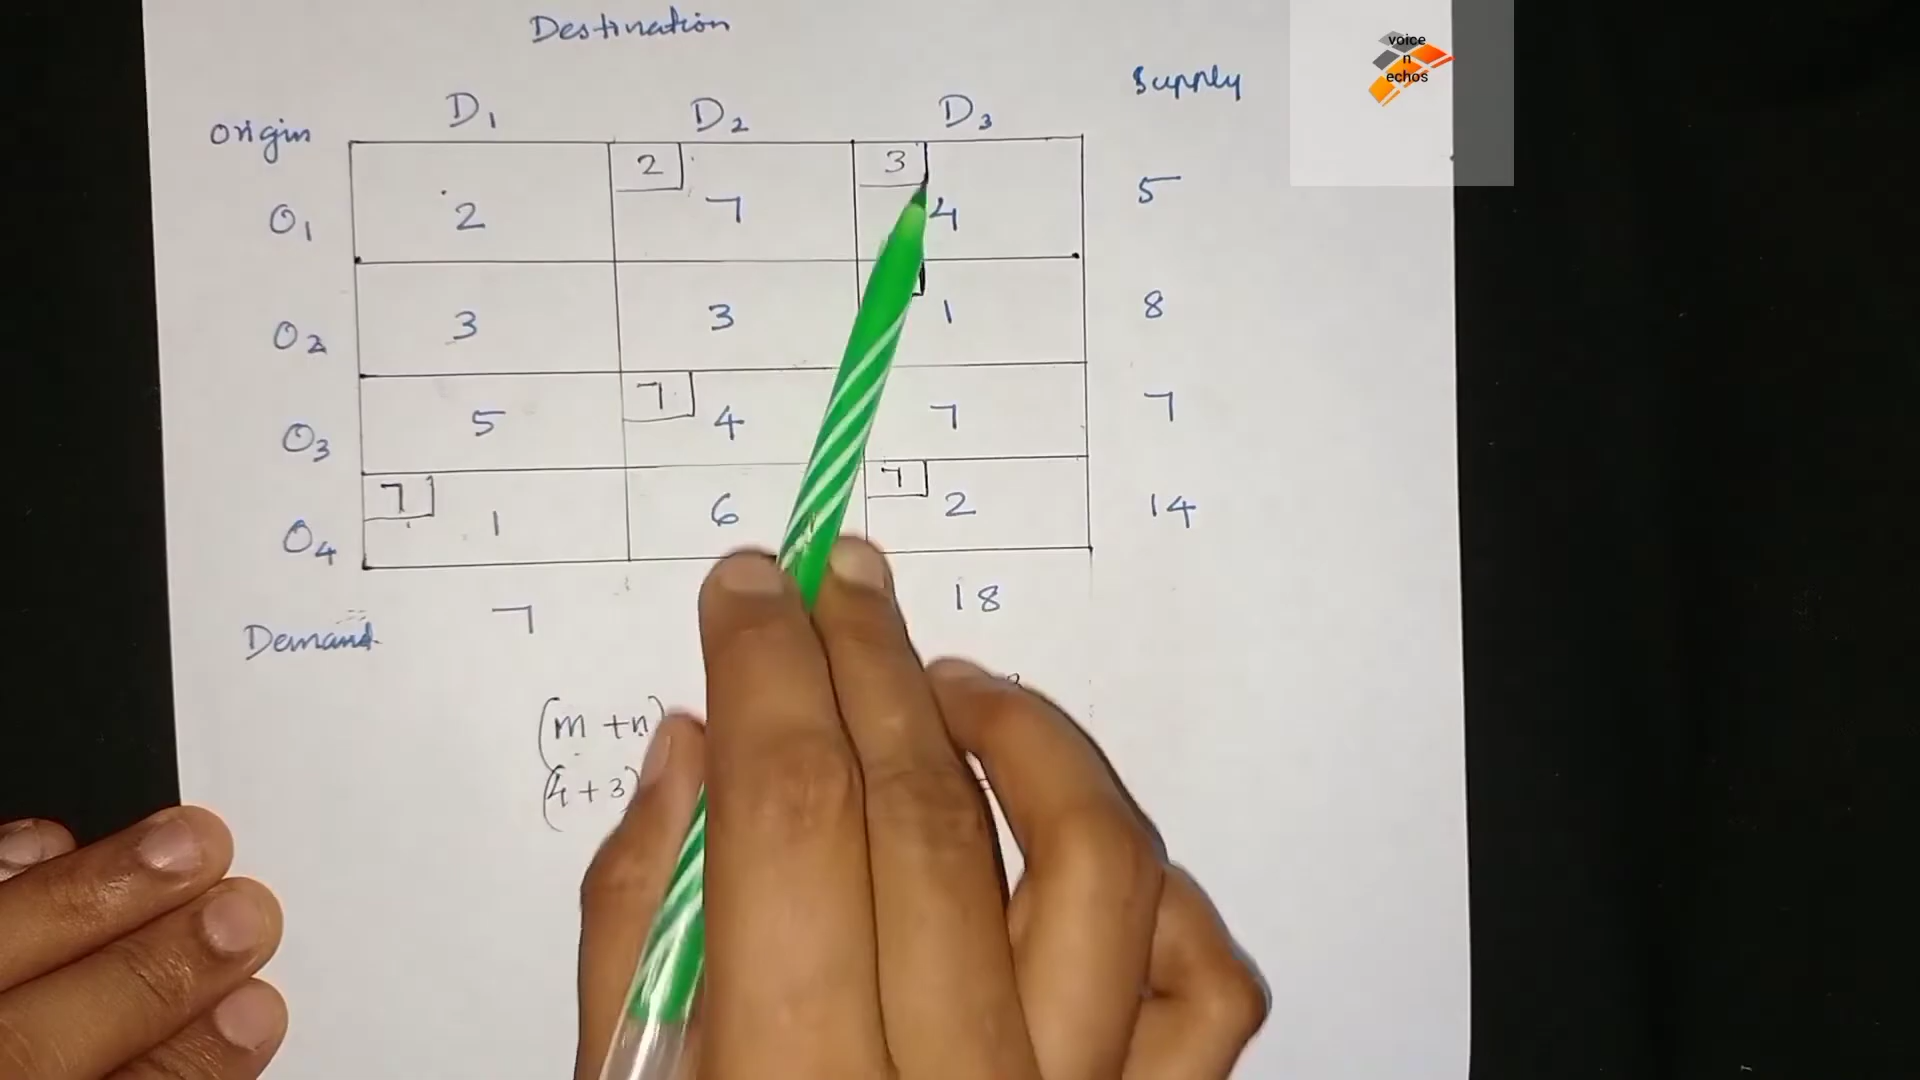 Destination
voice
n
echos
Supply
Origin D1 D2 D3
2 3
O1 2 7 4 5
O2 3 3 1 8
7
O3 5 4 7 7
7 7
O4 1 6 2 14
Demand 7 18
(m + n)
(4 + 3)